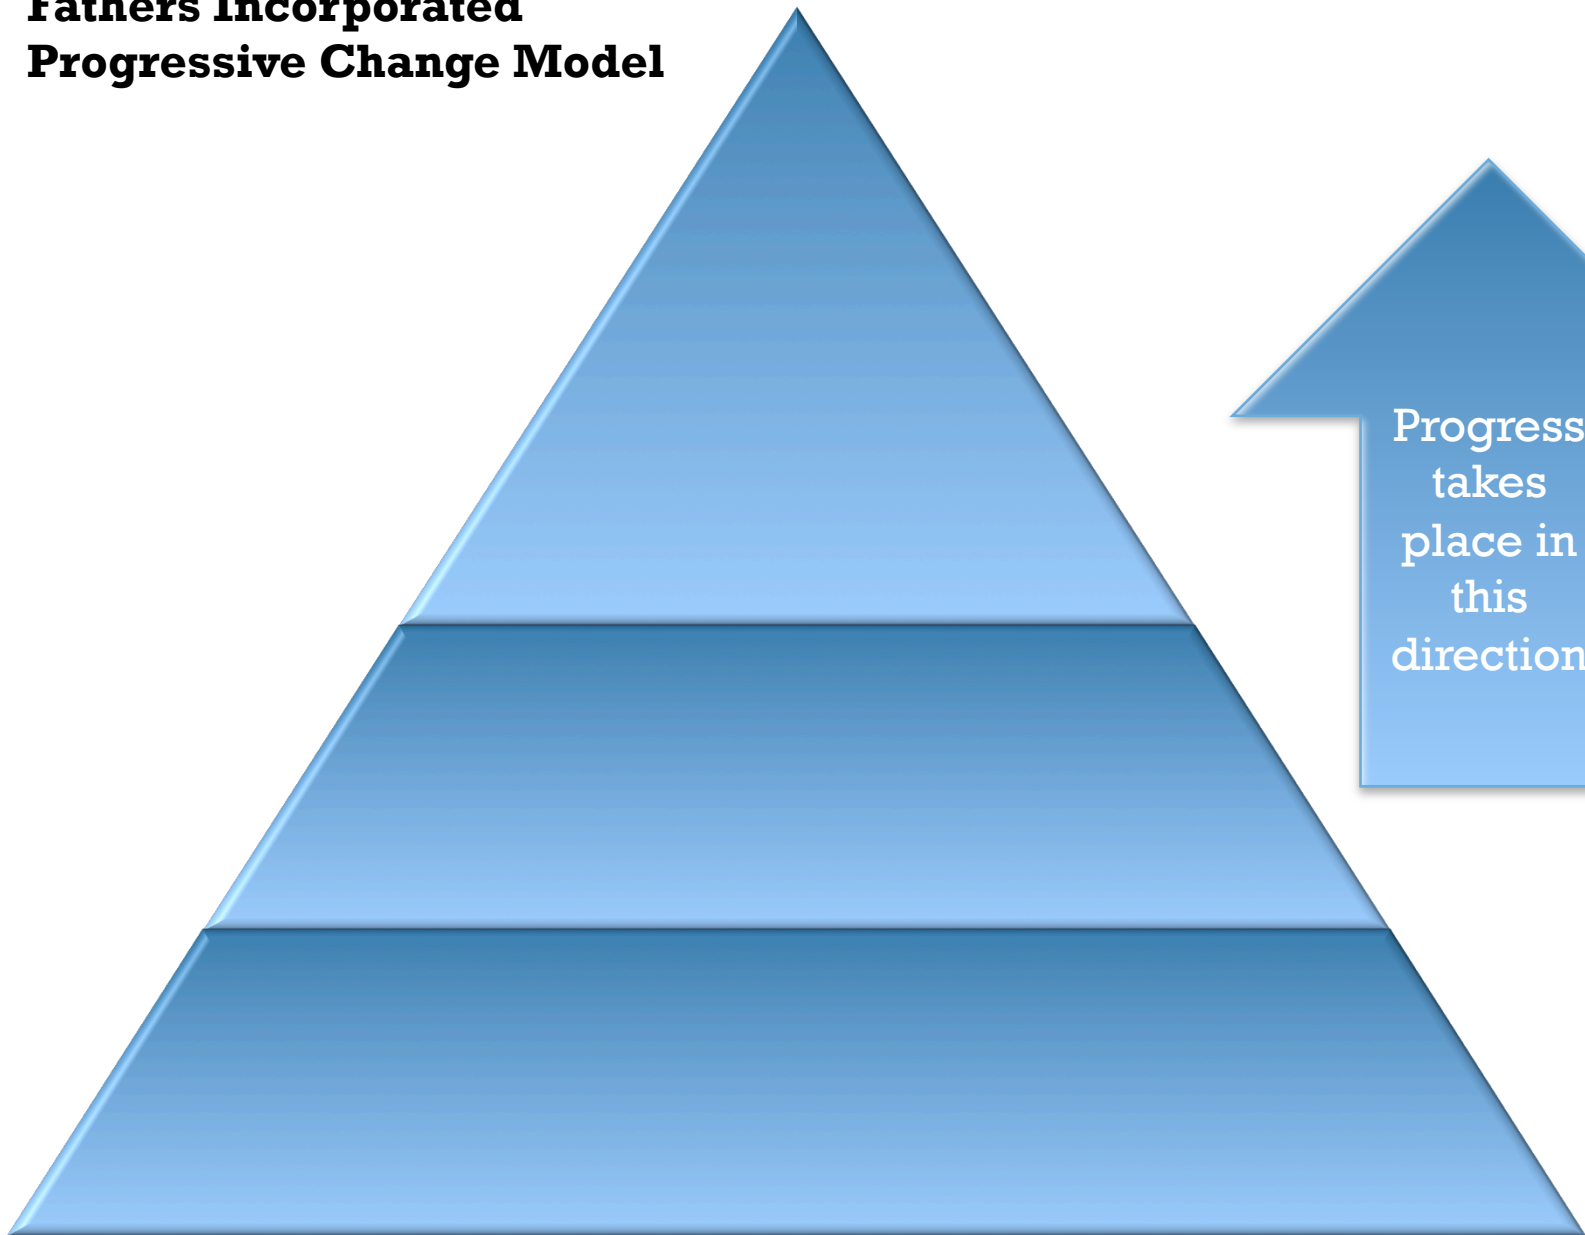 Fathers Incorporated
Progressive Change Model
Progress
takes
place in
this
direction